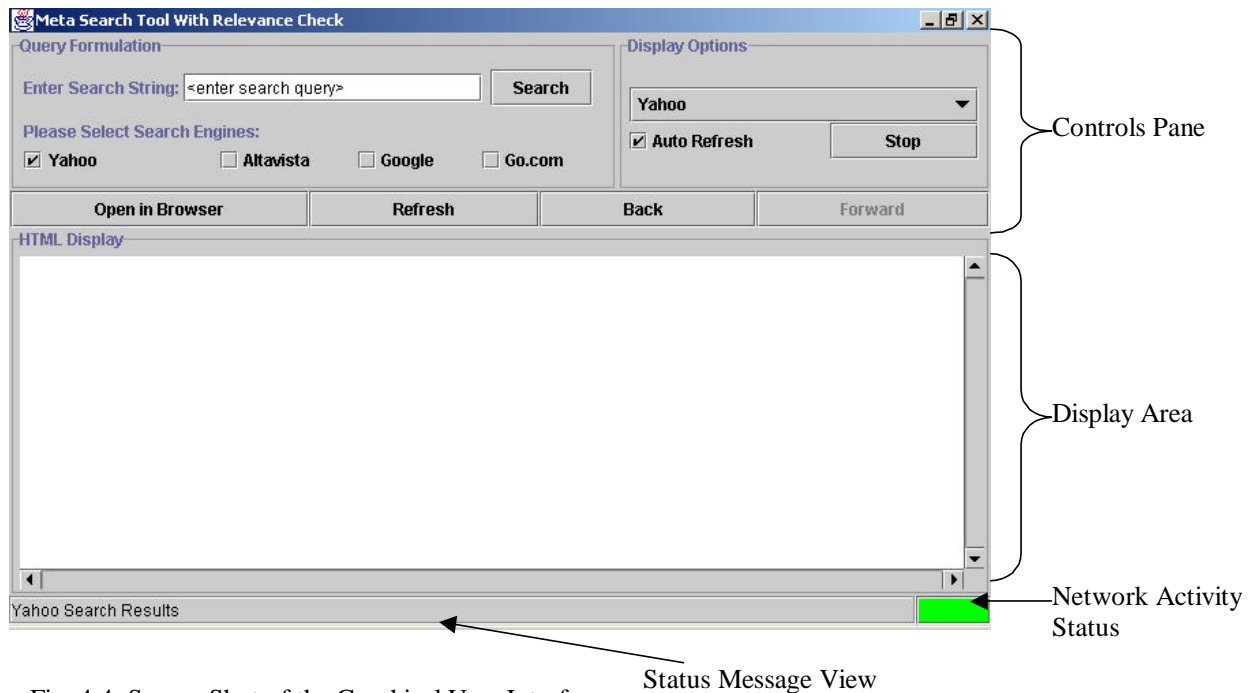 Meta Search Tool With Relevance Check
Query Formulation
Display Options
Enter Search String: <enter search query> Search
Yahoo
Please Select Search Engines:
Auto Refresh Stop
Yahoo Altavista Google Go.com
Controls Pane
Open in Browser Refresh Back Forward
HTML Display
Display Area
Yahoo Search Results
Network Activity
Status
Status Message View